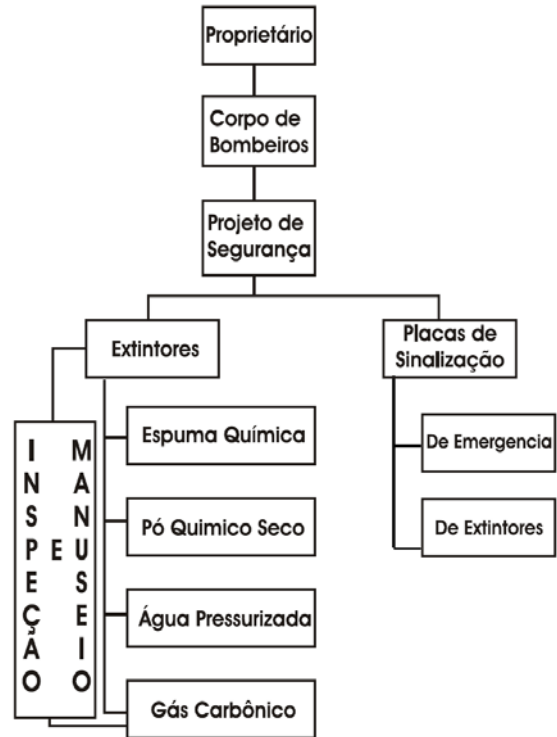 Proprietário
Corpo de
Bombeiros
Projeto de
Segurança
Extintores
Placas de
Sinalização
INSPEÇÃO
E
MANUSEIO
Espuma Química
Pó Quimico Seco
Água Pressurizada
Gás Carbônico
De Emergencia
De Extintores